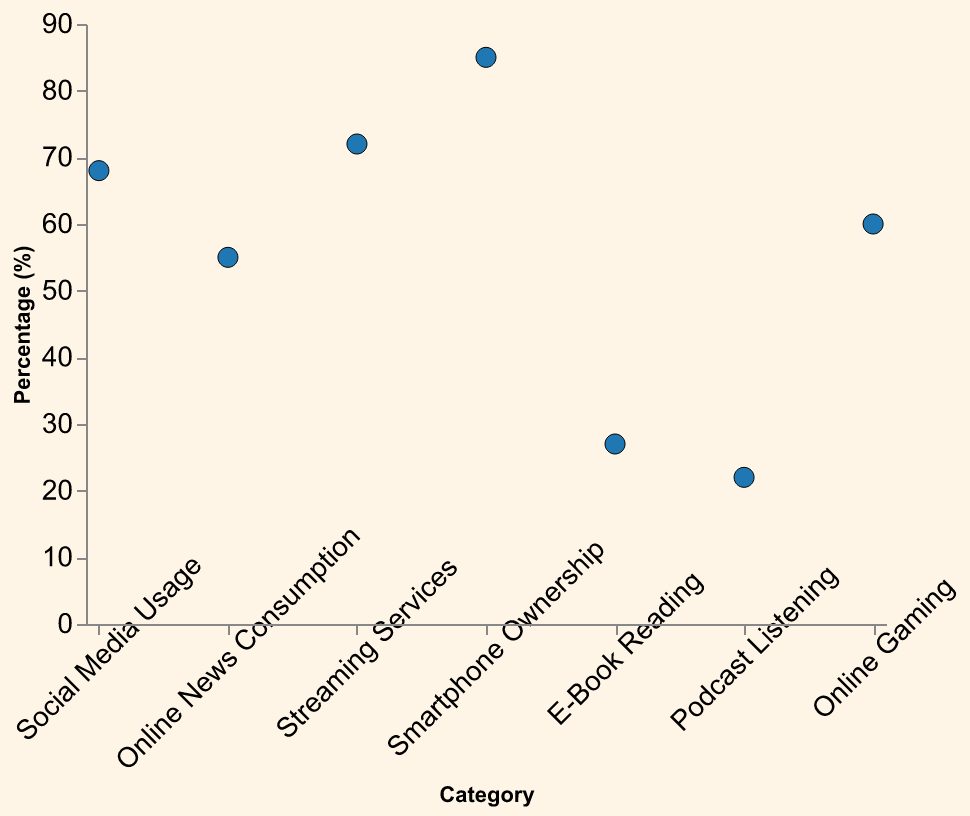 90
80
70
60
50
40
30
20
10
0
Percentage (%)
Social Media Usage
Online News Consumption
Streaming Services
Smartphone Ownership
E-Book Reading
Podcast Listening
Online Gaming
Category